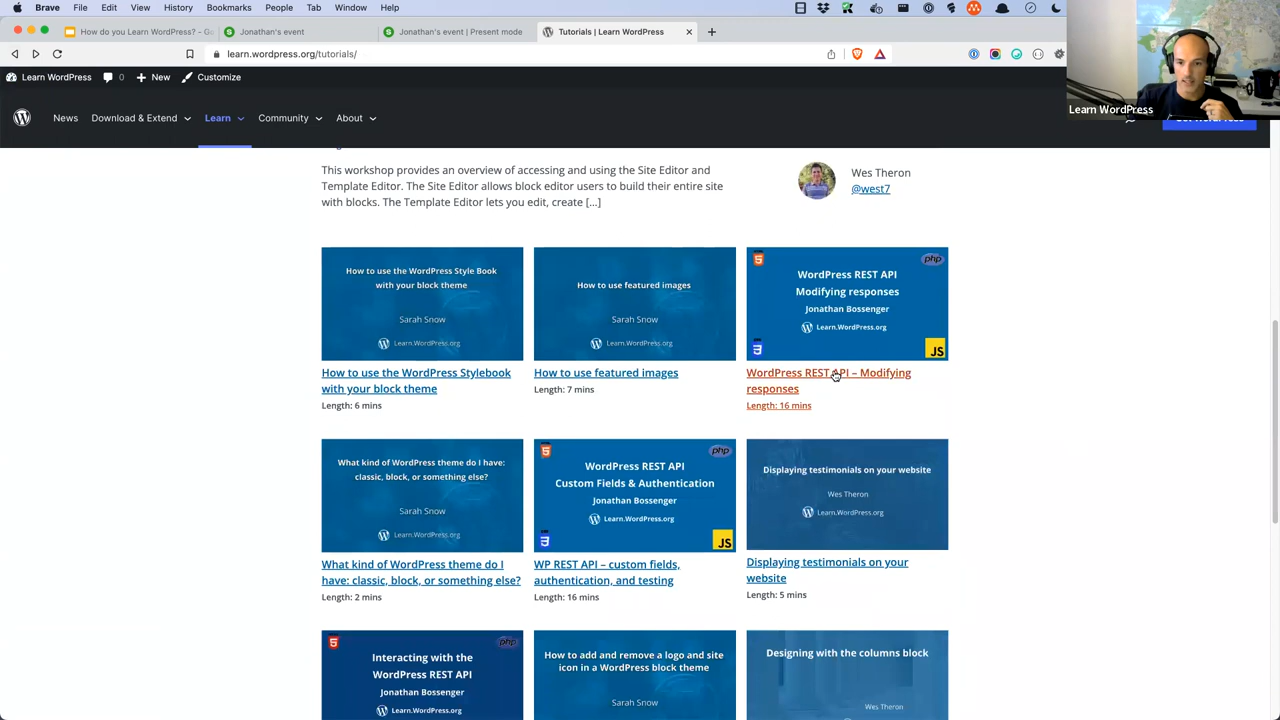 Brave File Edit View History Bookmarks People Tab Window Help
How do you Learn WordPress? - Go
Jonathan's event
Jonathan's event | Present mode
Tutorials | Learn WordPress
learn.wordpress.org/tutorials/
Learn WordPress 0 New Customize
Learn WordPress
News Download & Extend Learn Community About
This workshop provides an overview of accessing and using the Site Editor and
Template Editor. The Site Editor allows block editor users to build their entire site
with blocks. The Template Editor lets you edit, create [...]
Wes Theron
@west7
How to use the WordPress Style Book
with your block theme
Sarah Snow
Learn.WordPress.org
How to use the WordPress Stylebook
with your block theme
Length: 6 mins
How to use featured images
Sarah Snow
Learn.WordPress.org
How to use featured images
Length: 7 mins
5 php
WordPress REST API
Modifying responses
Jonathan Bossenger
Learn.WordPress.org
3 JS
WordPress REST API – Modifying
responses
Length: 16 mins
What kind of WordPress theme do I have:
classic, block, or something else?
Sarah Snow
Learn.WordPress.org
What kind of WordPress theme do I
have: classic, block, or something else?
Length: 2 mins
5 php
WordPress REST API
Custom Fields & Authentication
Jonathan Bossenger
Learn.WordPress.org
3 JS
WP REST API – custom fields,
authentication, and testing
Length: 16 mins
Displaying testimonials on your website
Wes Theron
Learn.WordPress.org
Displaying testimonials on your
website
Length: 5 mins
5 php
Interacting with the
WordPress REST API
Jonathan Bossenger
Learn.WordPress.org
How to add and remove a logo and site
icon in a WordPress block theme
Sarah Snow
Designing with the columns block
Wes Theron